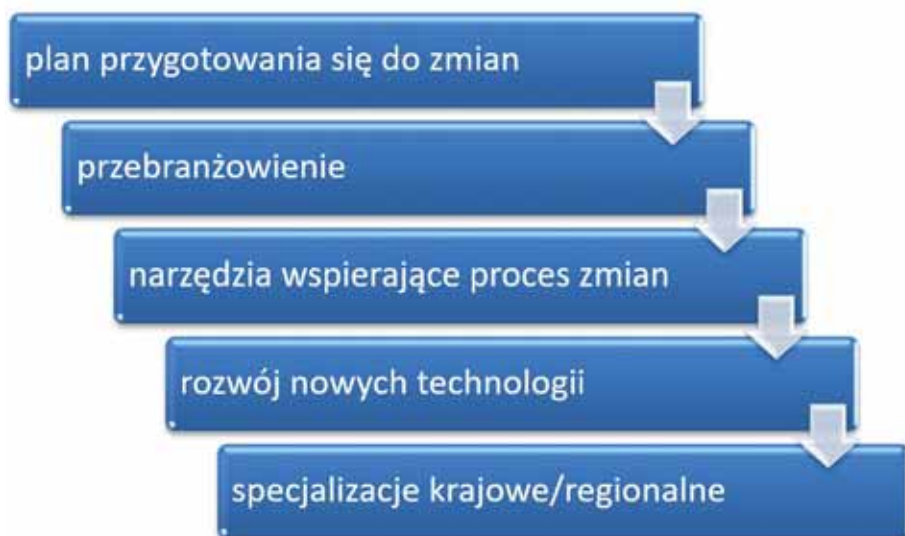 plan przygotowania się do zmian
przebranżowienie
narzędzia wspierające proces zmian
rozwój nowych technologii
specjalizacje krajowe/regionalne